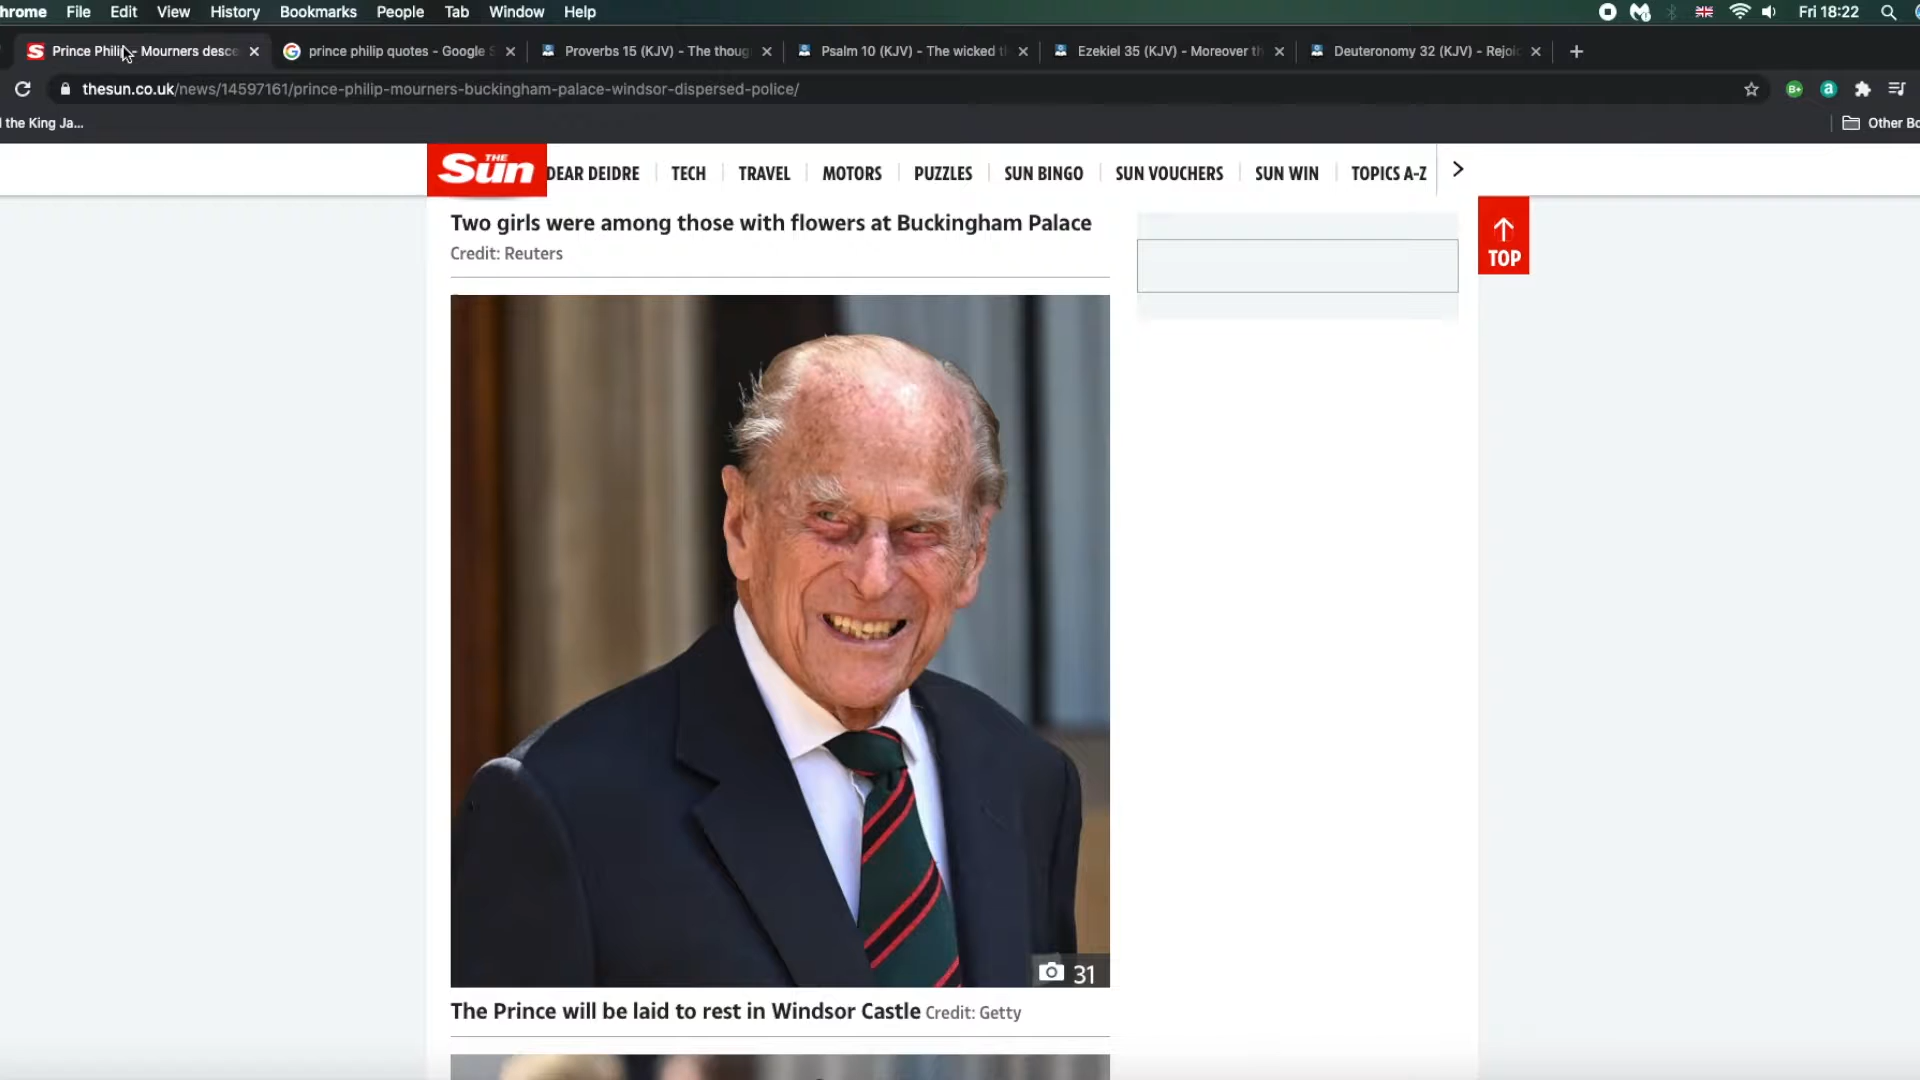 hrome File Edit View History Bookmarks People Tab Window Help Fri 18:22
Prince Philip - Mourners desce prince philip quotes - Google S Proverbs 15 (KJV) - The thoug Psalm 10 (KJV) - The wicked t Ezekiel 35 (KJV) - Moreover th Deuteronomy 32 (KJV) - Rejoic
thesun.co.uk/news/14597161/prince-philip-mourners-buckingham-palace-windsor-dispersed-police/
the King Ja... Other Bo
THE Sun DEAR DEIDRE TECH TRAVEL MOTORS PUZZLES SUN BINGO SUN VOUCHERS SUN WIN TOPICS A-Z
Two girls were among those with flowers at Buckingham Palace
Credit: Reuters
TOP
31
The Prince will be laid to rest in Windsor Castle Credit: Getty